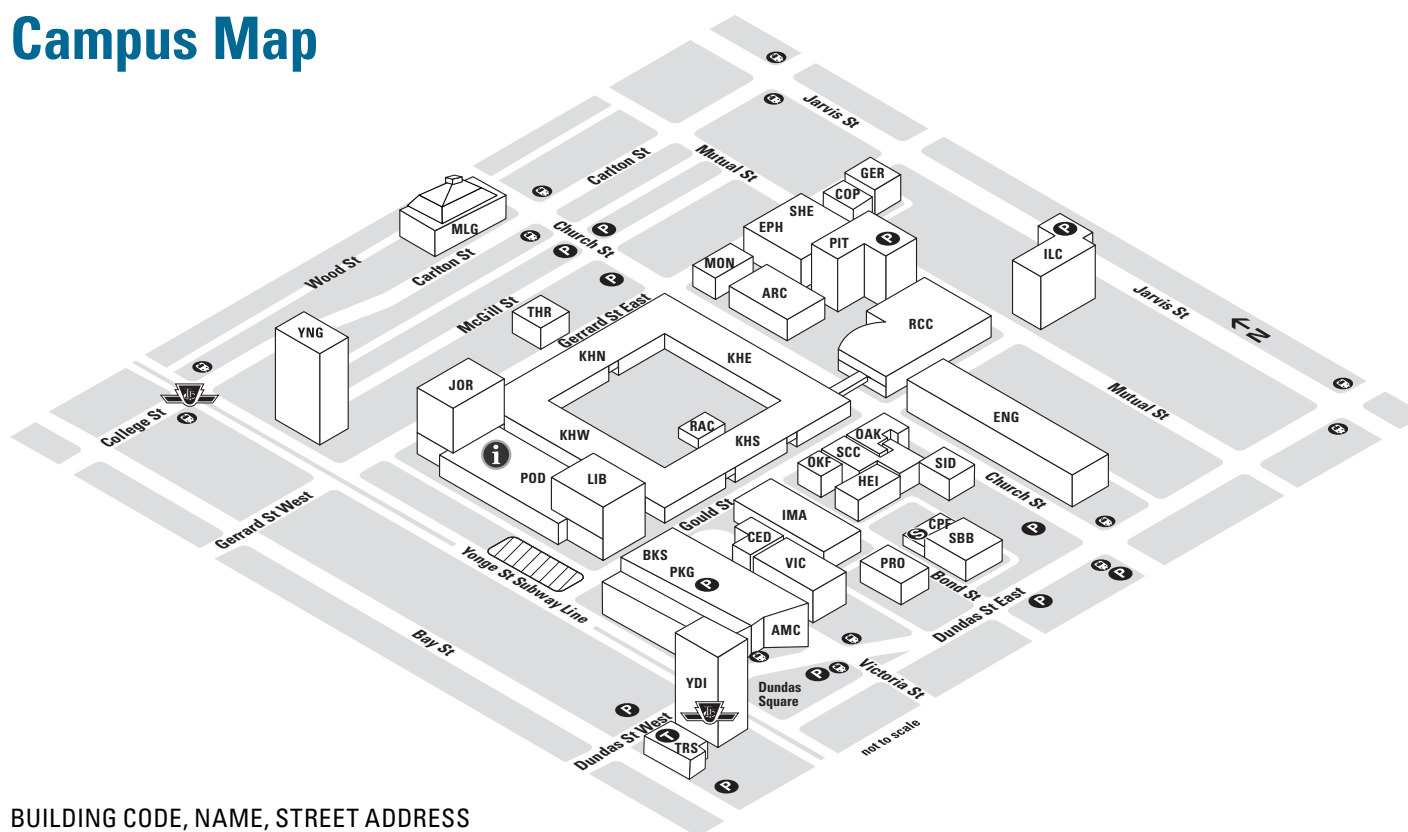 Campus Map
Jarvis St
Carlton St
Mutual St
GER
COP
SHE
EPH
PIT
P
MLG
Church St
P
P
P
ILC
Wood St
Carlton St
MON
ARC
Jarvis St
N
McGill St
THR
Gerrard St East
RCC
YNG
KHN
KHE
JOR
Mutual St
College St
RAC
ENG
KHW
KHS
OAK
SCC
OKF
SID
i
POD
LIB
HEI
Church St
Gerrard St West
Gould St
IMA
CPF
S
SBB
P
CED
BKS
PKG
P
VIC
PRO
Bond St
Yonge St Subway Line
P
P
Dundas St East
Bay St
AMC
YDI
Dundas
Square
P
Victoria St
P
Dundas St West
T
TRS
not to scale
P
BUILDING CODE, NAME, STREET ADDRESS